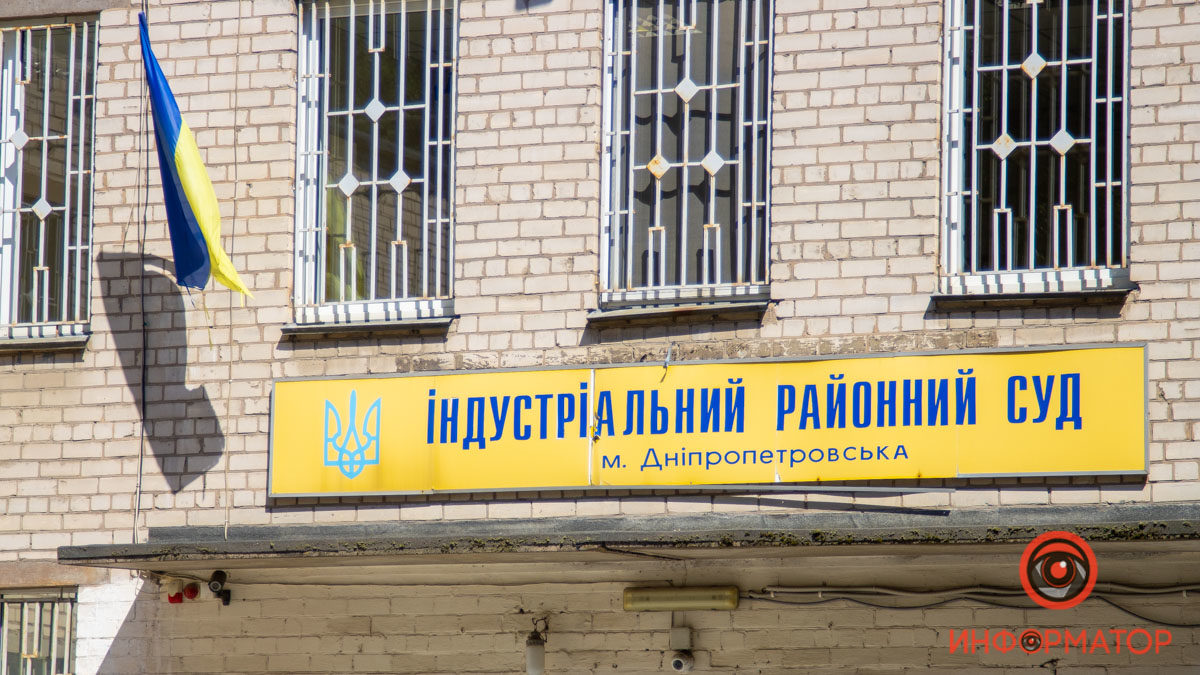 ІНДУСТРІАЛЬНИЙ РАЙОННИЙ СУД
м. Дніпропетровська
ИНФОРМАТОР